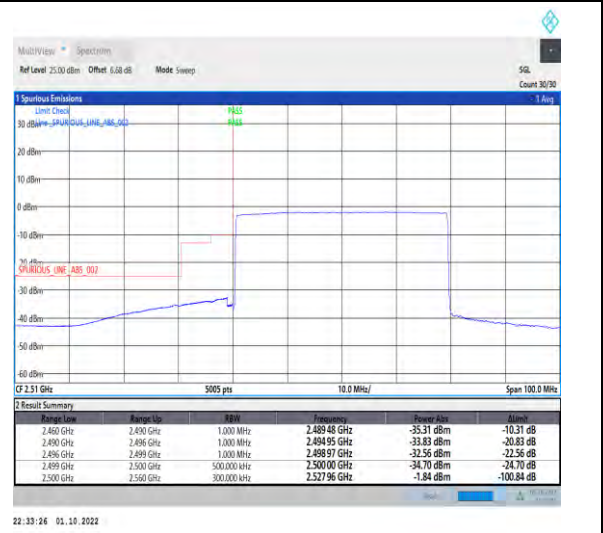 MultiView Spectrum
Ref Level 25.00 dBm Offset 6.68 dB Mode Sweep SGL
Count 30/30
1 Spurious Emissions 1 Avg
Limit Check PASS
30 dBm Line _SPURIOUS_LINE_ABS_002 PASS
20 dBm
10 dBm
0 dBm
-10 dBm
-20 dBm
SPURIOUS_LINE_ABS_002
-30 dBm
-40 dBm
-50 dBm
-60 dBm
CF 2.51 GHz 5005 pts 10.0 MHz/ Span 100.0 MHz
2 Result Summary
Range Low Range Up RBW Frequency Power Abs ΔLimit
2.460 GHz 2.490 GHz 1.000 MHz 2.48948 GHz -35.31 dBm -10.31 dB
2.490 GHz 2.496 GHz 1.000 MHz 2.49495 GHz -33.83 dBm -20.83 dB
2.496 GHz 2.499 GHz 1.000 MHz 2.49897 GHz -32.56 dBm -22.56 dB
2.499 GHz 2.500 GHz 500.000 kHz 2.50000 GHz -34.70 dBm -24.70 dB
2.500 GHz 2.560 GHz 300.000 kHz 2.52796 GHz -1.84 dBm -100.84 dB
22:33:26 01.10.2022